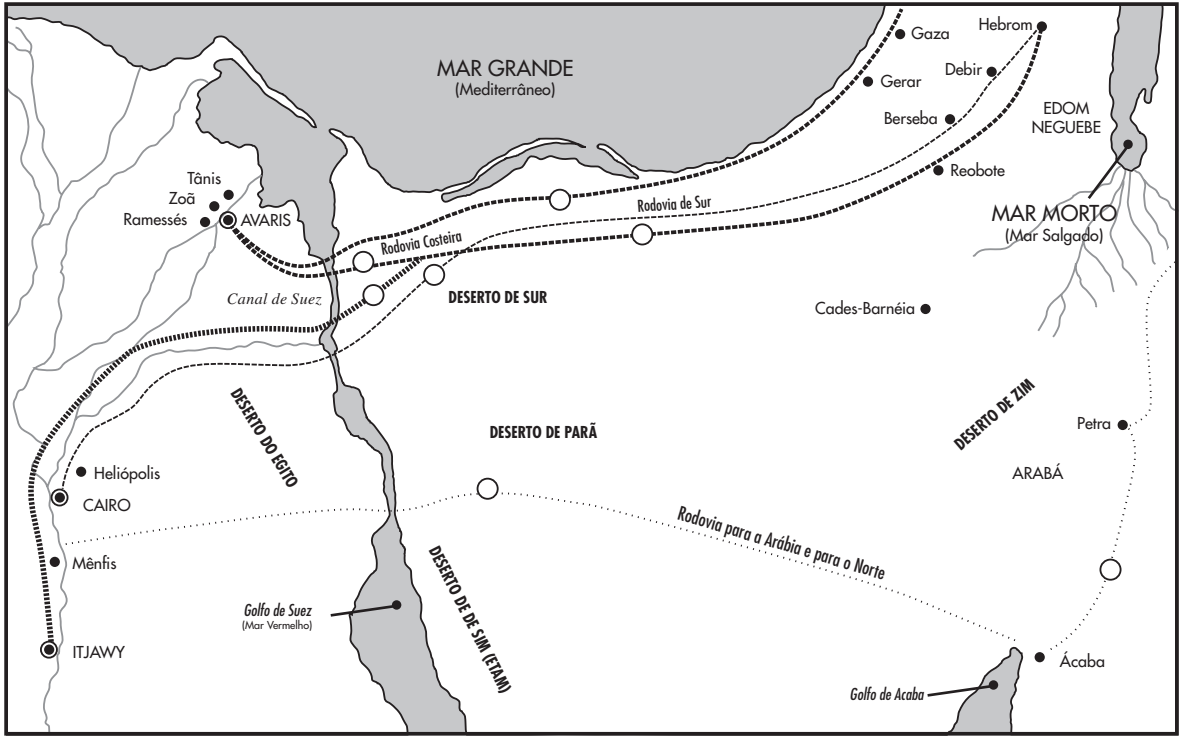 Hebrom
Gaza
MAR GRANDE
(Mediterrâneo)
Debir
Gerar
EDOM
NEGUEBE
Berseba
Tânis
Zoã
Ramessés
AVARIS
Reobote
Rodovia de Sur
MAR MORTO
(Mar Salgado)
Rodovia Costeira
Canal de Suez
DESERTO DE SUR
Cades-Barnéia
DESERTO DO EGITO
DESERTO DE PARÃ
DESERTO DE ZIM
Petra
ARABÁ
Heliópolis
CAIRO
Rodovia para a Arábia e para o Norte
Mênfis
DESERTO DE DE SIM (ETAM)
Golfo de Suez
(Mar Vermelho)
ITJAWY
Ácaba
Golfo de Acaba